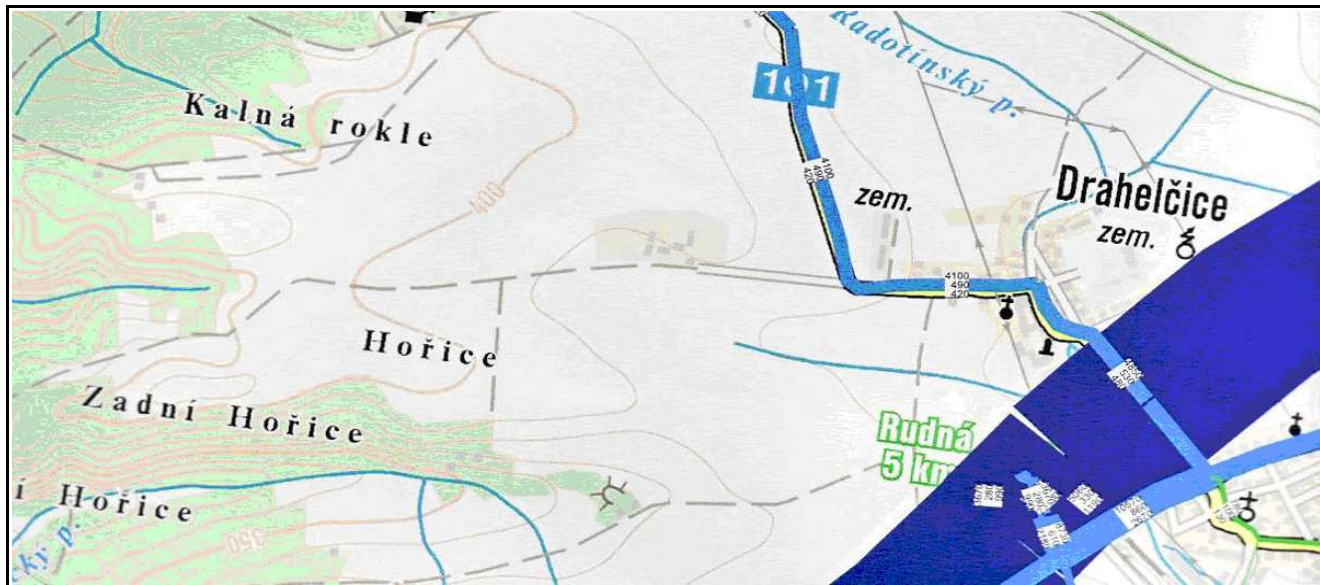 Radotínský p.
101
Kalná rokle
4100
490
420
400
zem.
Drahelčice
zem.
4100
490
420
Hořice
Zadní Hořice
Rudná
5 km
í Hořice
350